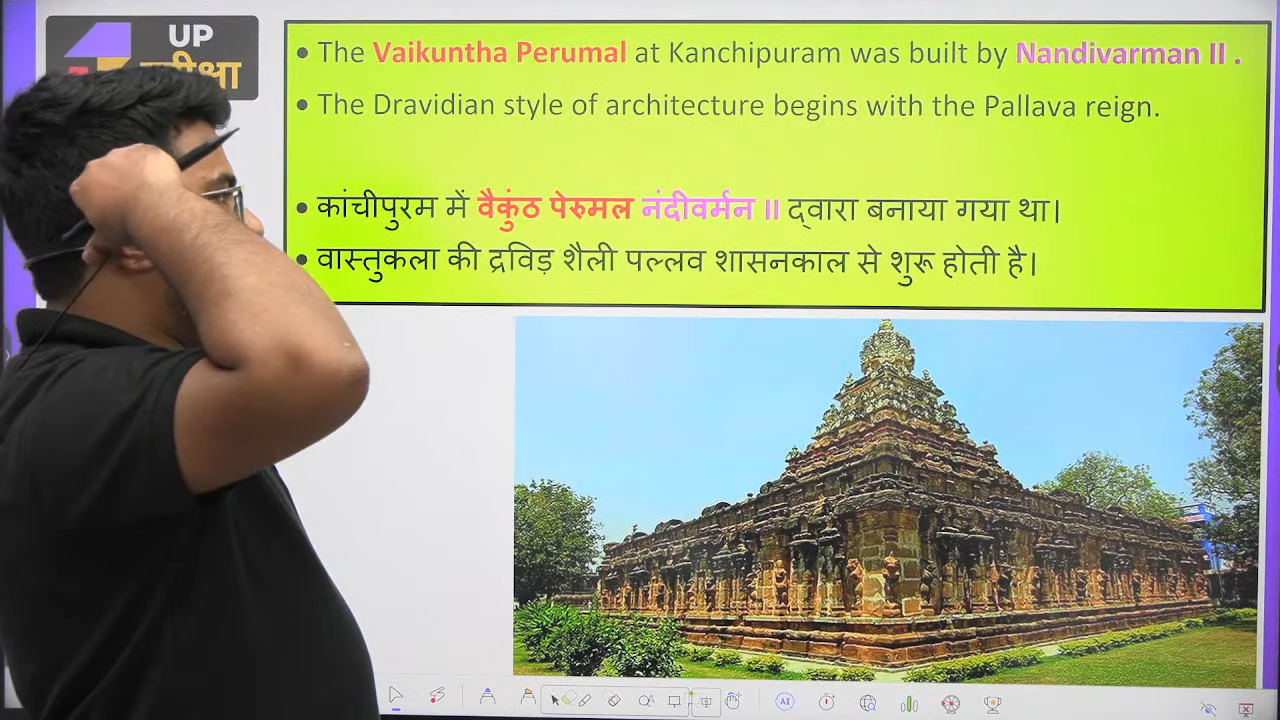 UP
• The Vaikuntha Perumal at Kanchipuram was built by Nandivarman II .
• The Dravidian style of architecture begins with the Pallava reign.
• कांचीपुरम में वैकुंठ पेरुमल नंदीवर्मन II द्वारा बनाया गया था।
• वास्तुकला की द्रविड़ शैली पल्लव शासनकाल से शुरू होती है।
AI